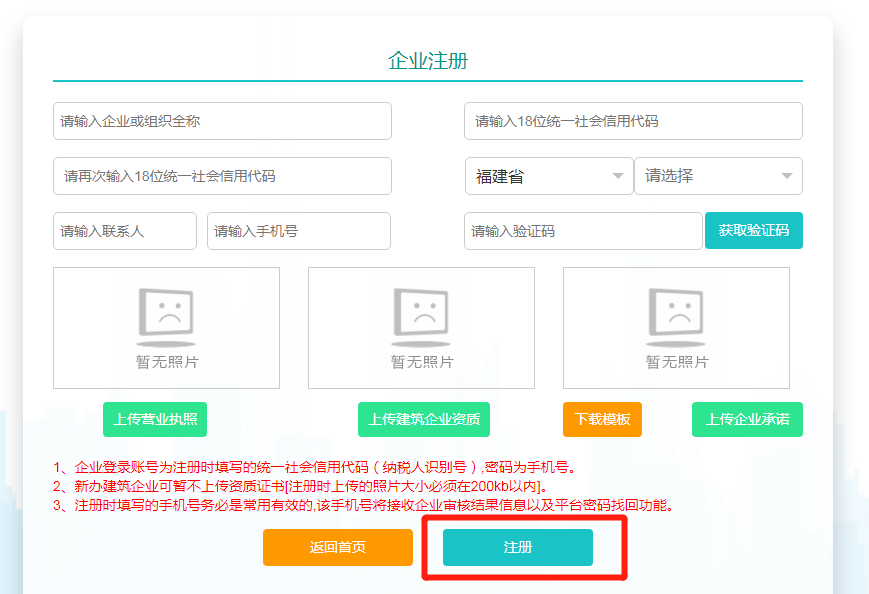 企业注册
请输入企业或组织全称 请输入18位统一社会信用代码
请再次输入18位统一社会信用代码 福建省 请选择
请输入联系人 请输入手机号 请输入验证码 获取验证码
暂无照片 暂无照片 暂无照片
上传营业执照 上传建筑企业资质 下载模板 上传企业承诺
1、企业登录账号为注册时填写的统一社会信用代码（纳税人识别号）,密码为手机号。
2、新办建筑企业可暂不上传资质证书[注册时上传的照片大小必须在200kb以内]。
3、注册时填写的手机号务必是常用有效的,该手机号将接收企业审核结果信息以及平台密码找回功能。
返回首页 注册